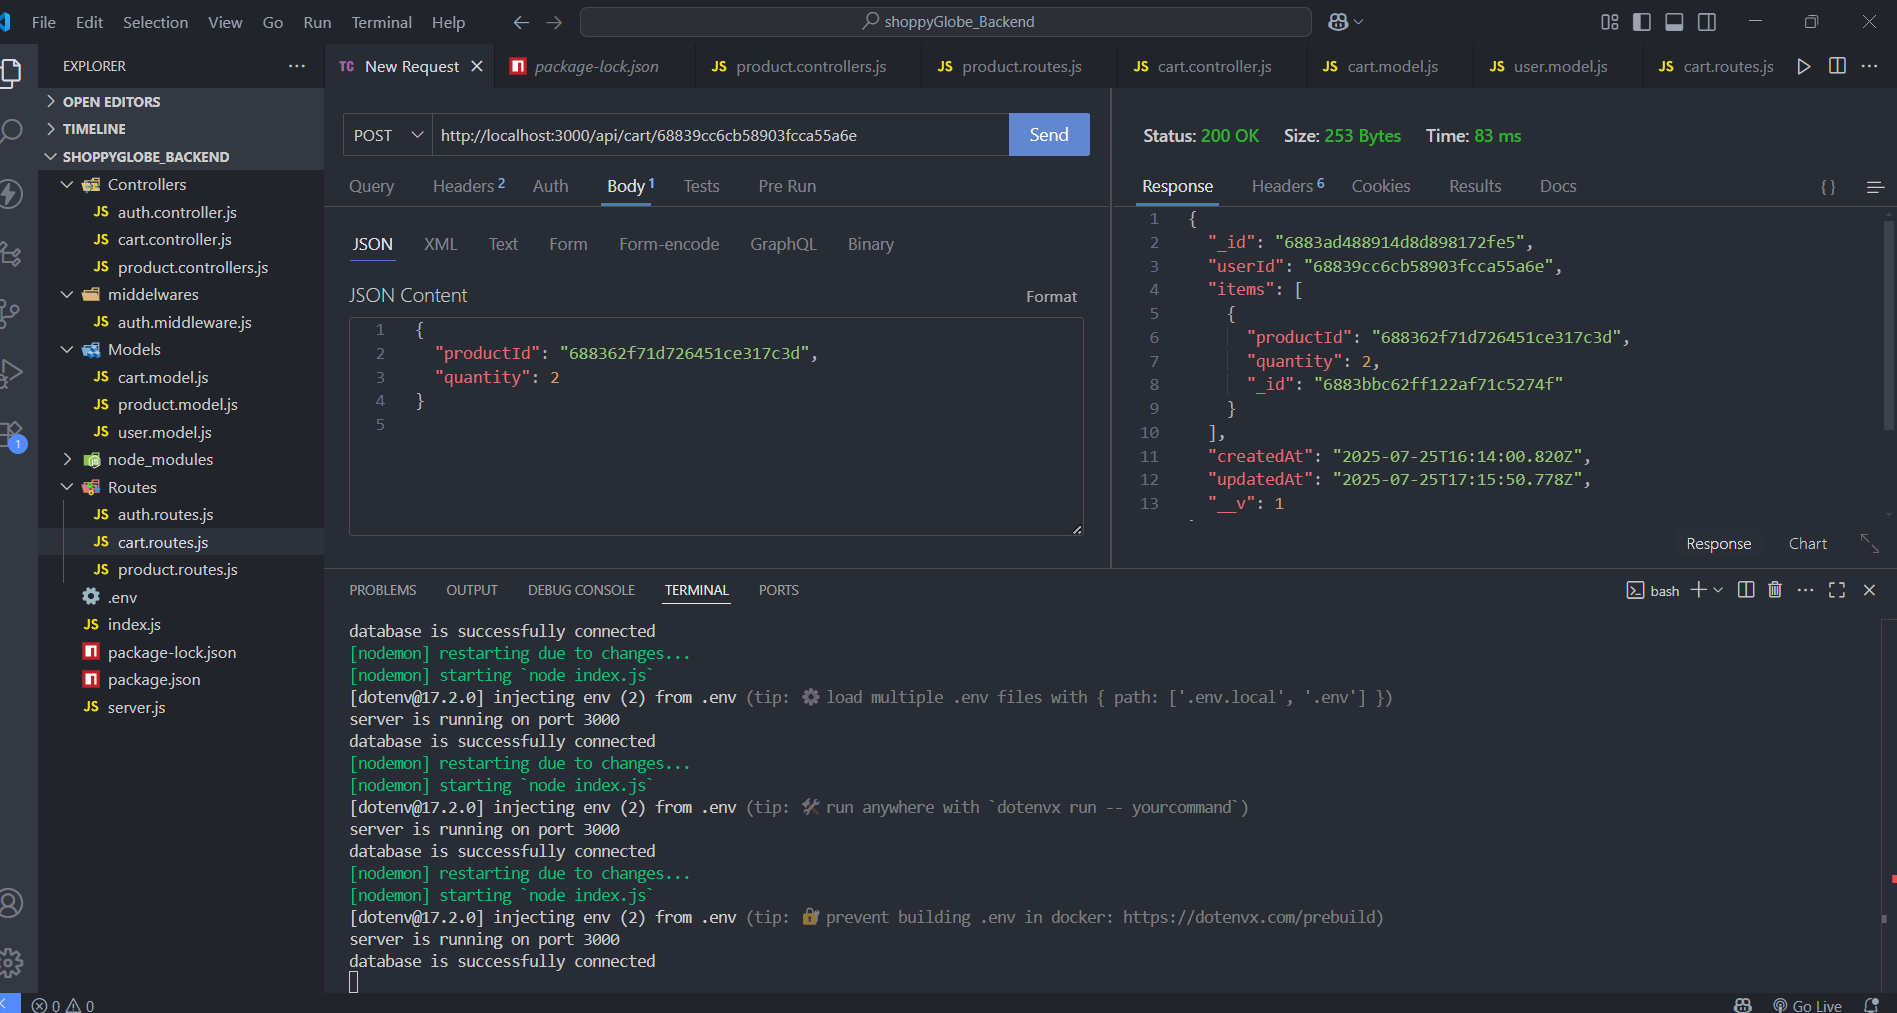 File Edit Selection View Go Run Terminal Help
shoppyGlobe_Backend
EXPLORER
OPEN EDITORS
TIMELINE
SHOPPYGLOBE_BACKEND
Controllers
JS auth.controller.js
JS cart.controller.js
JS product.controllers.js
middelwares
JS auth.middleware.js
Models
JS cart.model.js
JS product.model.js
JS user.model.js
node_modules
Routes
JS auth.routes.js
JS cart.routes.js
JS product.routes.js
.env
JS index.js
package-lock.json
package.json
JS server.js
1
TC New Request
package-lock.json
JS product.controllers.js
JS product.routes.js
JS cart.controller.js
JS cart.model.js
JS user.model.js
JS cart.routes.js
POST http://localhost:3000/api/cart/68839cc6cb58903fcca55a6e Send
Query Headers 2 Auth Body 1 Tests Pre Run
JSON XML Text Form Form-encode GraphQL Binary
JSON Content Format
1 {
2 "productId": "688362f71d726451ce317c3d",
3 "quantity": 2
4 }
5
Status: 200 OK Size: 253 Bytes Time: 83 ms
Response Headers 6 Cookies Results Docs { }
1 {
2 "_id": "6883ad488914d8d898172fe5",
3 "userId": "68839cc6cb58903fcca55a6e",
4 "items": [
5 {
6 "productId": "688362f71d726451ce317c3d",
7 "quantity": 2,
8 "_id": "6883bbc62ff122af71c5274f"
9 }
10 ],
11 "createdAt": "2025-07-25T16:14:00.820Z",
12 "updatedAt": "2025-07-25T17:15:50.778Z",
13 "__v": 1
Response Chart
PROBLEMS OUTPUT DEBUG CONSOLE TERMINAL PORTS
bash
database is successfully connected
[nodemon] restarting due to changes...
[nodemon] starting `node index.js`
[dotenv@17.2.0] injecting env (2) from .env (tip: ⚙️ load multiple .env files with { path: ['.env.local', '.env'] })
server is running on port 3000
database is successfully connected
[nodemon] restarting due to changes...
[nodemon] starting `node index.js`
[dotenv@17.2.0] injecting env (2) from .env (tip: 🛠️ run anywhere with `dotenvx run -- yourcommand`)
server is running on port 3000
database is successfully connected
[nodemon] restarting due to changes...
[nodemon] starting `node index.js`
[dotenv@17.2.0] injecting env (2) from .env (tip: 🔐 prevent building .env in docker: https://dotenvx.com/prebuild)
server is running on port 3000
database is successfully connected
0 0
Go Live